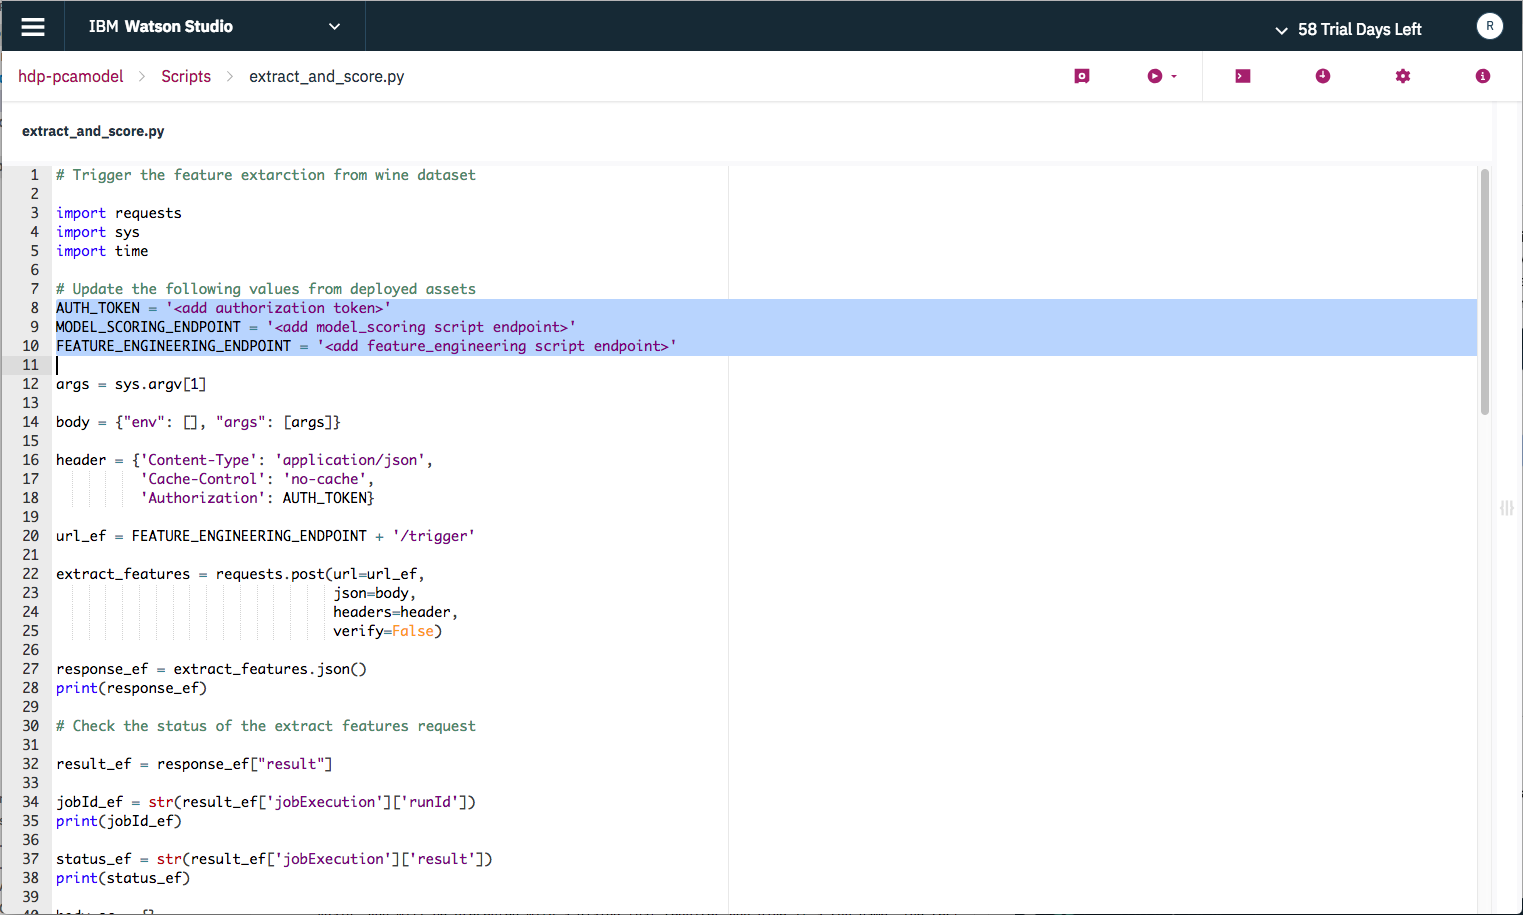 IBM Watson Studio
58 Trial Days Left
R
hdp-pcamodel > Scripts > extract_and_score.py
extract_and_score.py
1 # Trigger the feature extarction from wine dataset
2
3 import requests
4 import sys
5 import time
6
7 # Update the following values from deployed assets
8 AUTH_TOKEN = '<add authorization token>'
9 MODEL_SCORING_ENDPOINT = '<add model_scoring script endpoint>'
10 FEATURE_ENGINEERING_ENDPOINT = '<add feature_engineering script endpoint>'
11
12 args = sys.argv[1]
13
14 body = {"env": [], "args": [args]}
15
16 header = {'Content-Type': 'application/json',
17 'Cache-Control': 'no-cache',
18 'Authorization': AUTH_TOKEN}
19
20 url_ef = FEATURE_ENGINEERING_ENDPOINT + '/trigger'
21
22 extract_features = requests.post(url=url_ef,
23 json=body,
24 headers=header,
25 verify=False)
26
27 response_ef = extract_features.json()
28 print(response_ef)
29
30 # Check the status of the extract features request
31
32 result_ef = response_ef["result"]
33
34 jobId_ef = str(result_ef['jobExecution']['runId'])
35 print(jobId_ef)
36
37 status_ef = str(result_ef['jobExecution']['result'])
38 print(status_ef)
39